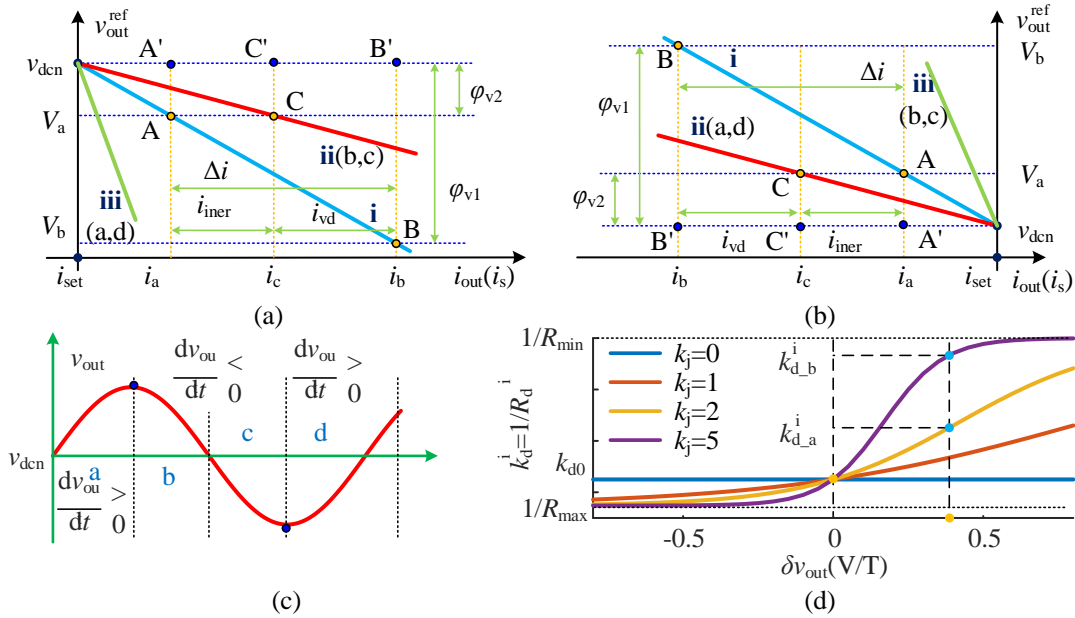 v_out^ref
A' C' B'
v_dcn
φ_v2
C
V_a
A
ii(b,c)
Δi
iii
(a,d)
i_iner
i_vd
i
φ_v1
B
V_b
i_set i_a i_c i_b i_out(i_s)
(a)
v_out^ref
V_b
B
i
Δi
iii
(b,c)
φ_v1
ii(a,d)
A
V_a
C
φ_v2
B' i_vd C' i_iner A'
v_dcn
i_b i_c i_a i_set i_out(i_s)
(b)
v_out
dv_ou/dt < 0
dv_ou/dt > 0
c d
v_dcn
a b
dv_ou/dt > 0
(c)
1/R_min
k_j=0
k_j=1
k_j=2
k_j=5
k_d_b^i
k_d_a^i
k_d^i=1/R_d^i
k_d0
1/R_max
-0.5 0 0.5
δv_out(V/T)
(d)